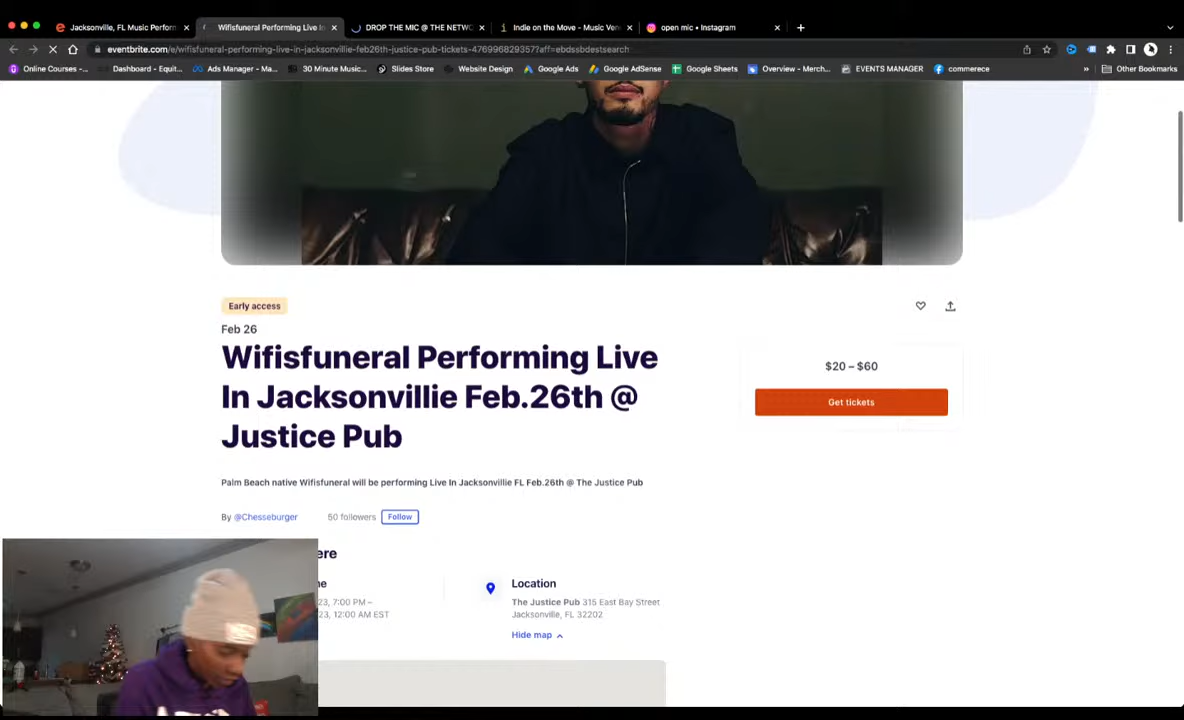 Jacksonville, FL Music Perform
Wifisfuneral Performing Live In
DROP THE MIC @ THE NETWO
Indie on the Move - Music Ven
open mic • Instagram
eventbrite.com/e/wifisfuneral-performing-live-in-jacksonvillie-feb26th-justice-pub-tickets-476996829357?aff=ebdssbdestsearch
Online Courses -...
Dashboard - Equit...
Ads Manager - Ma...
30 Minute Music...
Slides Store
Website Design
Google Ads
Google AdSense
Google Sheets
Overview - Merch...
EVENTS MANAGER
commerece
»
Other Bookmarks
Early access
Feb 26
Wifisfuneral Performing Live
In Jacksonvillie Feb.26th @
Justice Pub
$20 – $60
Get tickets
Palm Beach native Wifisfuneral will be performing Live In Jacksonvillie FL Feb.26th @ The Justice Pub
By @Chesseburger
50 followers
Follow
ere
me
23, 7:00 PM –
23, 12:00 AM EST
Location
The Justice Pub 315 East Bay Street
Jacksonville, FL 32202
Hide map